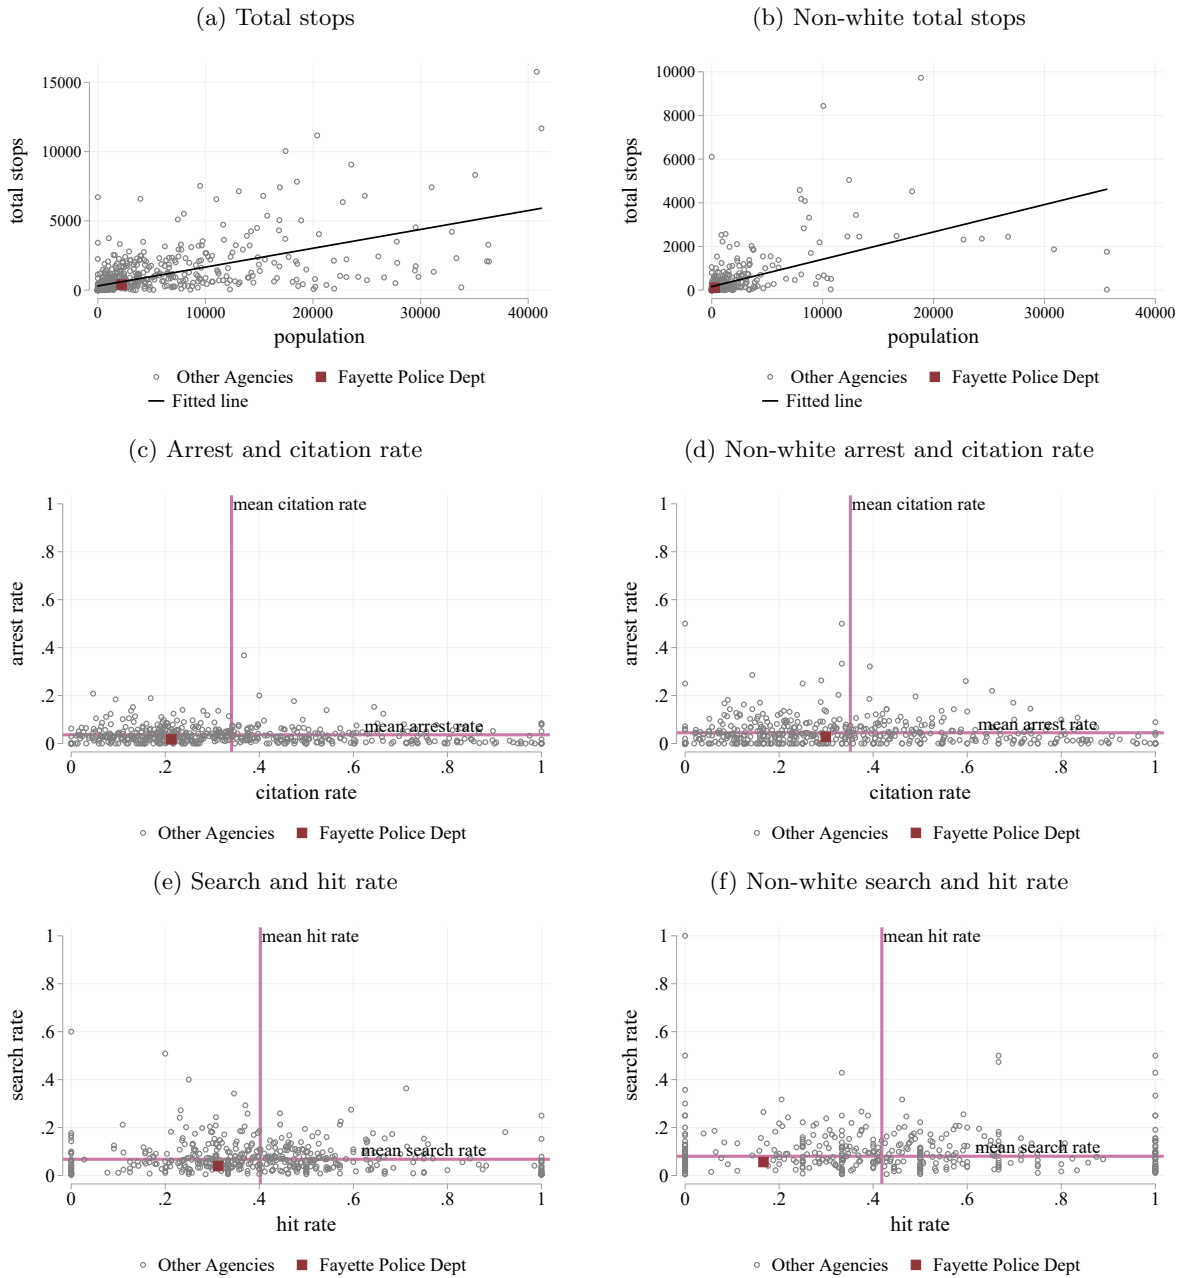 (a) Total stops
(b) Non-white total stops
15000
10000
5000
0
total stops
0
10000
20000
30000
40000
population
Other Agencies
Fayette Police Dept
Fitted line
10000
8000
6000
4000
2000
0
total stops
0
10000
20000
30000
40000
population
Other Agencies
Fayette Police Dept
Fitted line
(c) Arrest and citation rate
(d) Non-white arrest and citation rate
1
.8
.6
.4
.2
0
arrest rate
mean citation rate
mean arrest rate
0
.2
.4
.6
.8
1
citation rate
Other Agencies
Fayette Police Dept
1
.8
.6
.4
.2
0
arrest rate
mean citation rate
mean arrest rate
0
.2
.4
.6
.8
1
citation rate
Other Agencies
Fayette Police Dept
(e) Search and hit rate
(f) Non-white search and hit rate
1
.8
.6
.4
.2
0
search rate
mean hit rate
mean search rate
0
.2
.4
.6
.8
1
hit rate
Other Agencies
Fayette Police Dept
1
.8
.6
.4
.2
0
search rate
mean hit rate
mean search rate
0
.2
.4
.6
.8
1
hit rate
Other Agencies
Fayette Police Dept